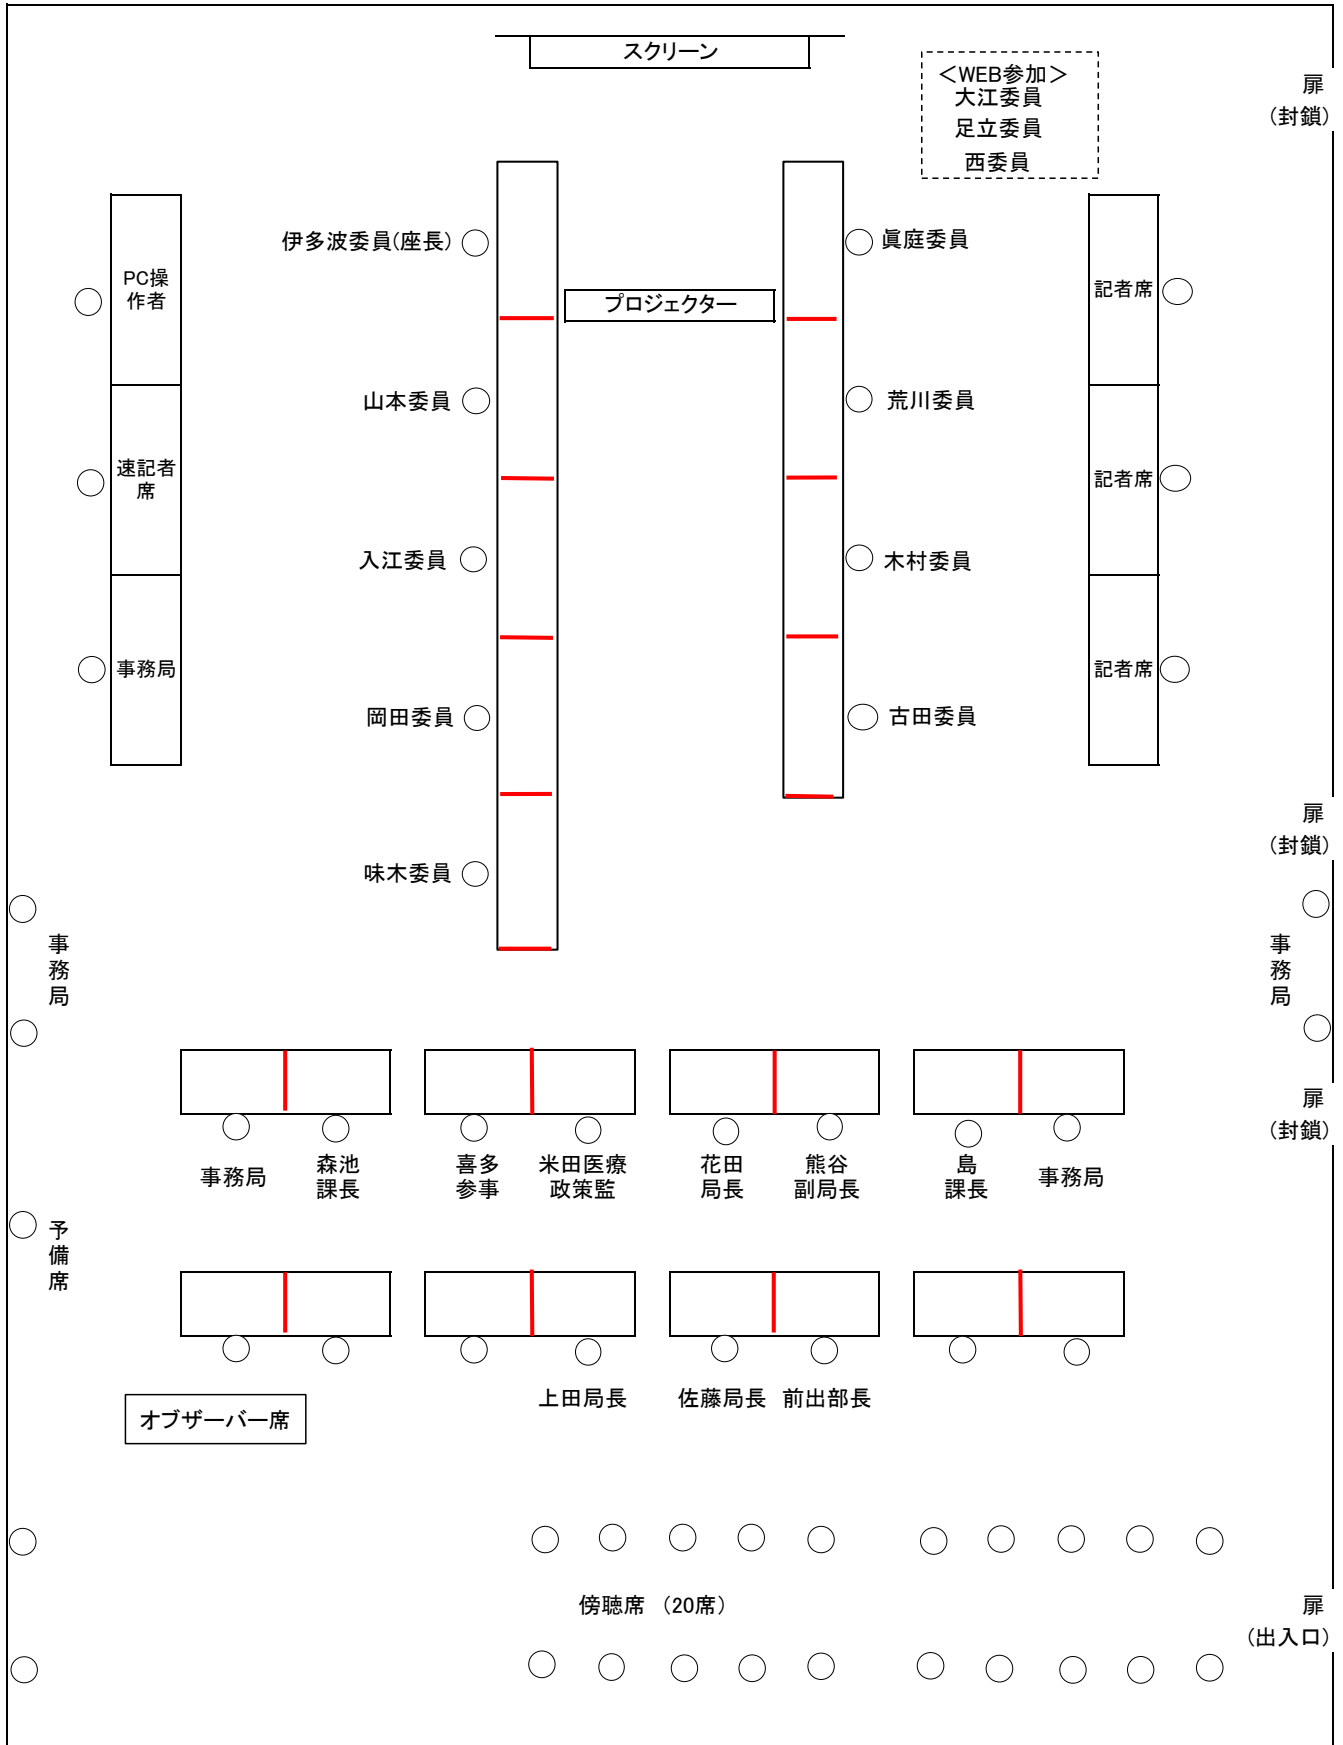 スクリーン
＜WEB参加＞
大江委員
足立委員
西委員
扉
（封鎖）
伊多波委員(座長)
眞庭委員
PC操
作者
プロジェクター
記者席
山本委員
荒川委員
速記者
席
記者席
入江委員
木村委員
事務局
記者席
岡田委員
古田委員
扉
（封鎖）
味木委員
事務局
事務局
扉
（封鎖）
事務局
森池
課長
喜多
参事
米田医療
政策監
花田
局長
熊谷
副局長
島
課長
事務局
予備席
上田局長
佐藤局長
前出部長
オブザーバー席
傍聴席 （20席）
扉
（出入口）